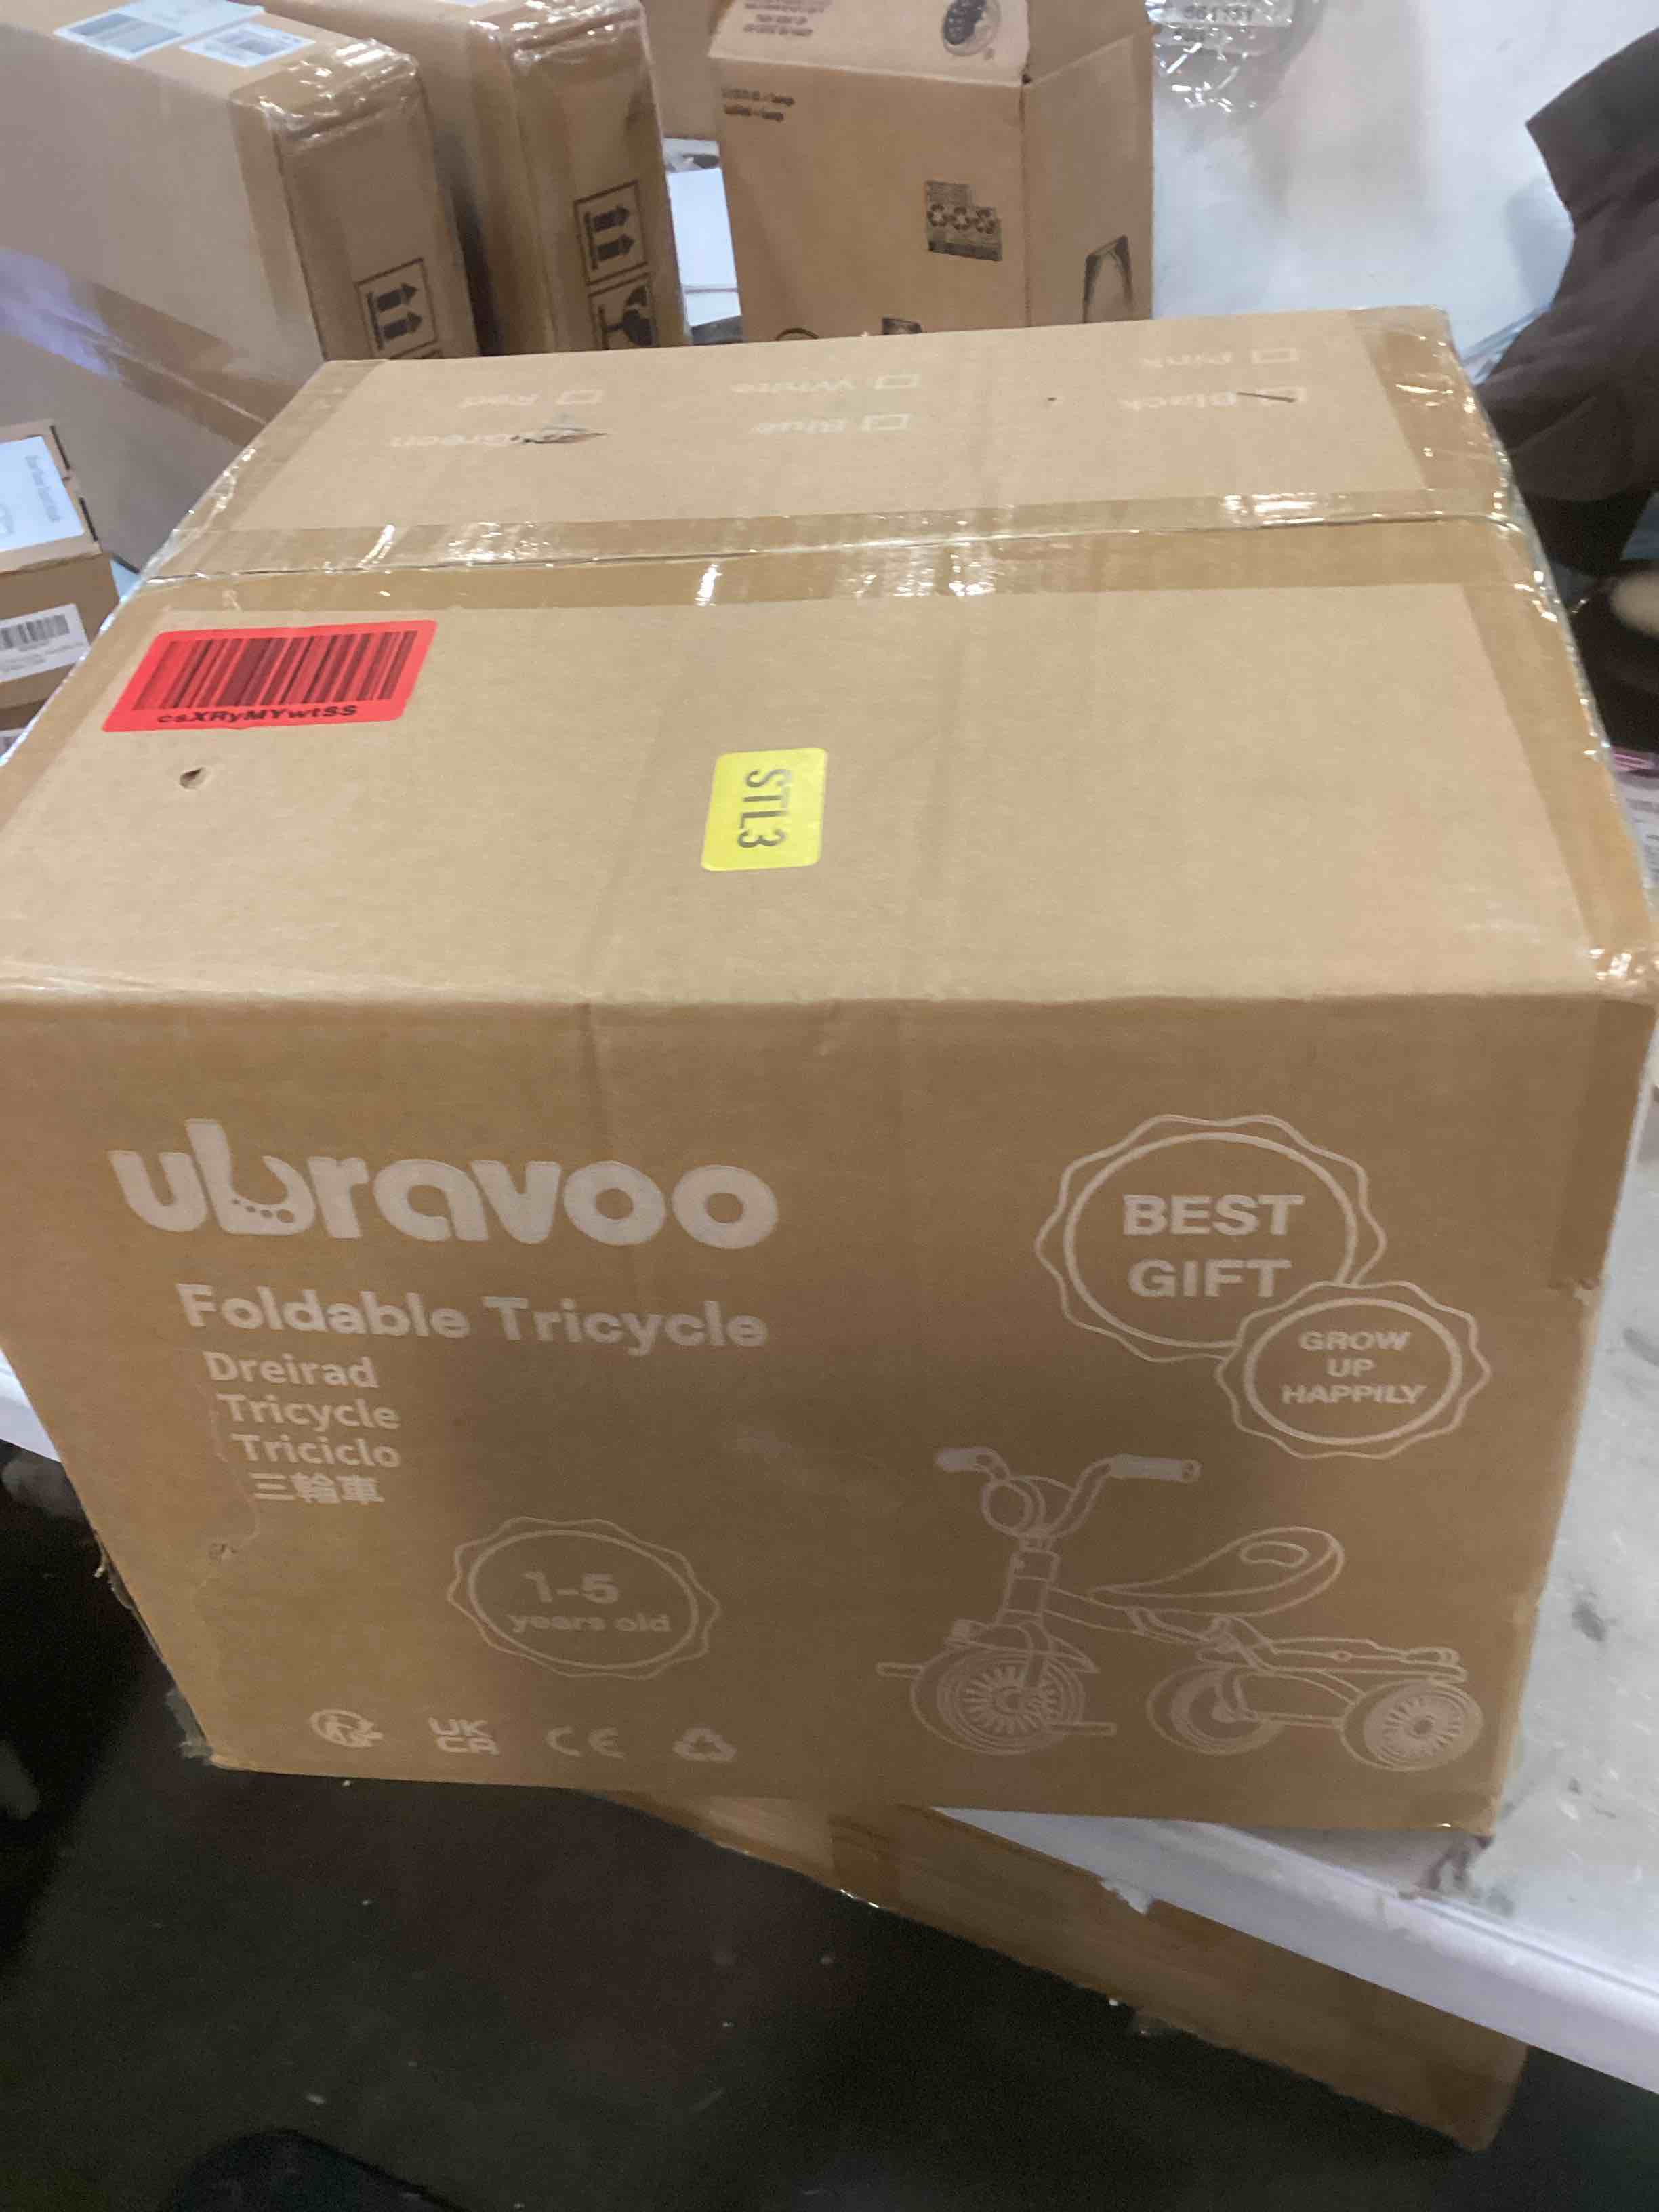 Pink
White
Red
Black
Blue
Green
csXRyMYwtSS
STL3
ubravoo
Foldable Tricycle
Dreirad
Tricycle
Triciclo
三輪車
BEST
GIFT
GROW
UP
HAPPILY
1-5
years old
UK
CA
CE